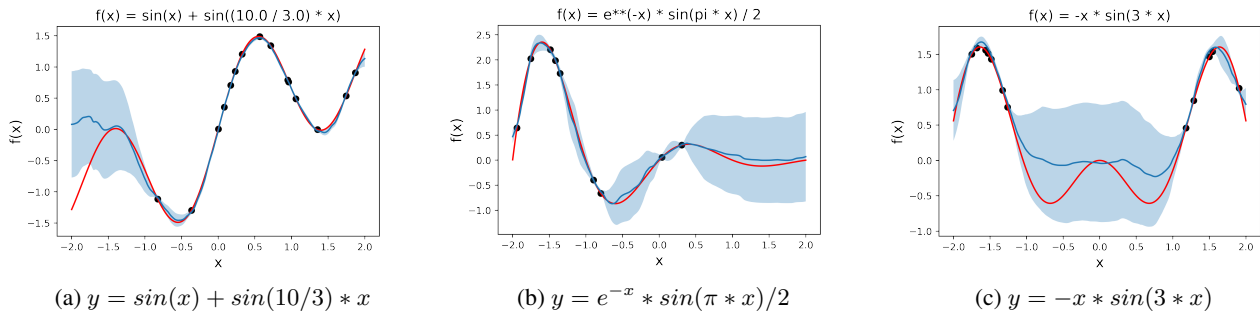 f(x) = sin(x) + sin((10.0 / 3.0) * x)
f(x)
1.5
1.0
0.5
0.0
−0.5
−1.0
−1.5
−2.0 −1.5 −1.0 −0.5 0.0 0.5 1.0 1.5 2.0
x
(a) y = sin(x) + sin(10/3) ∗ x
f(x) = e**(-x) * sin(pi * x) / 2
f(x)
2.5
2.0
1.5
1.0
0.5
0.0
−0.5
−1.0
−2.0 −1.5 −1.0 −0.5 0.0 0.5 1.0 1.5 2.0
x
(b) y = e⁻ˣ ∗ sin(π ∗ x)/2
f(x) = -x * sin(3 * x)
f(x)
1.5
1.0
0.5
0.0
−0.5
−1.0
−2.0 −1.5 −1.0 −0.5 0.0 0.5 1.0 1.5 2.0
x
(c) y = −x ∗ sin(3 ∗ x)